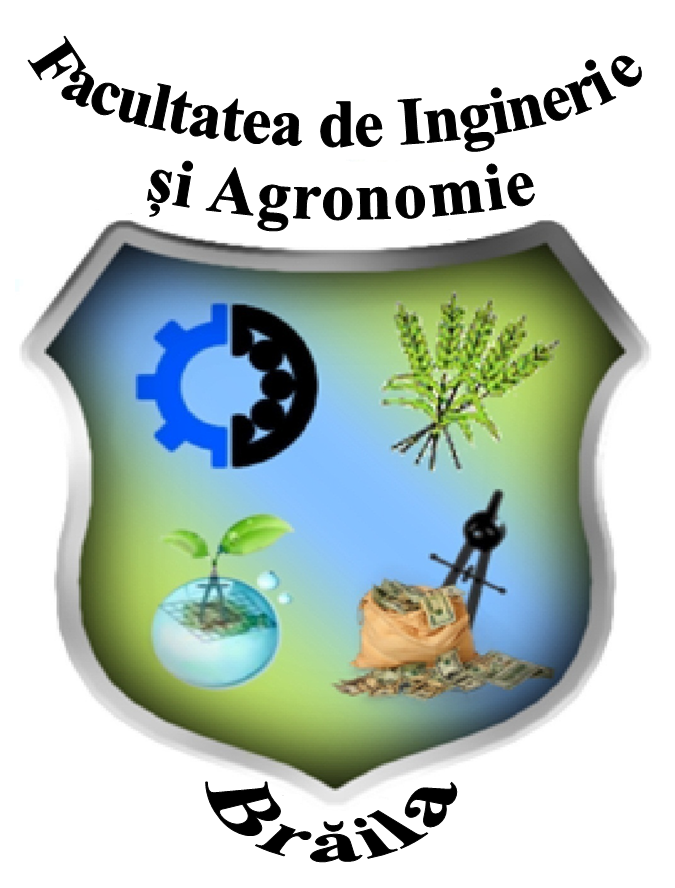 Facultatea de Inginerie
și Agronomie
Brăila